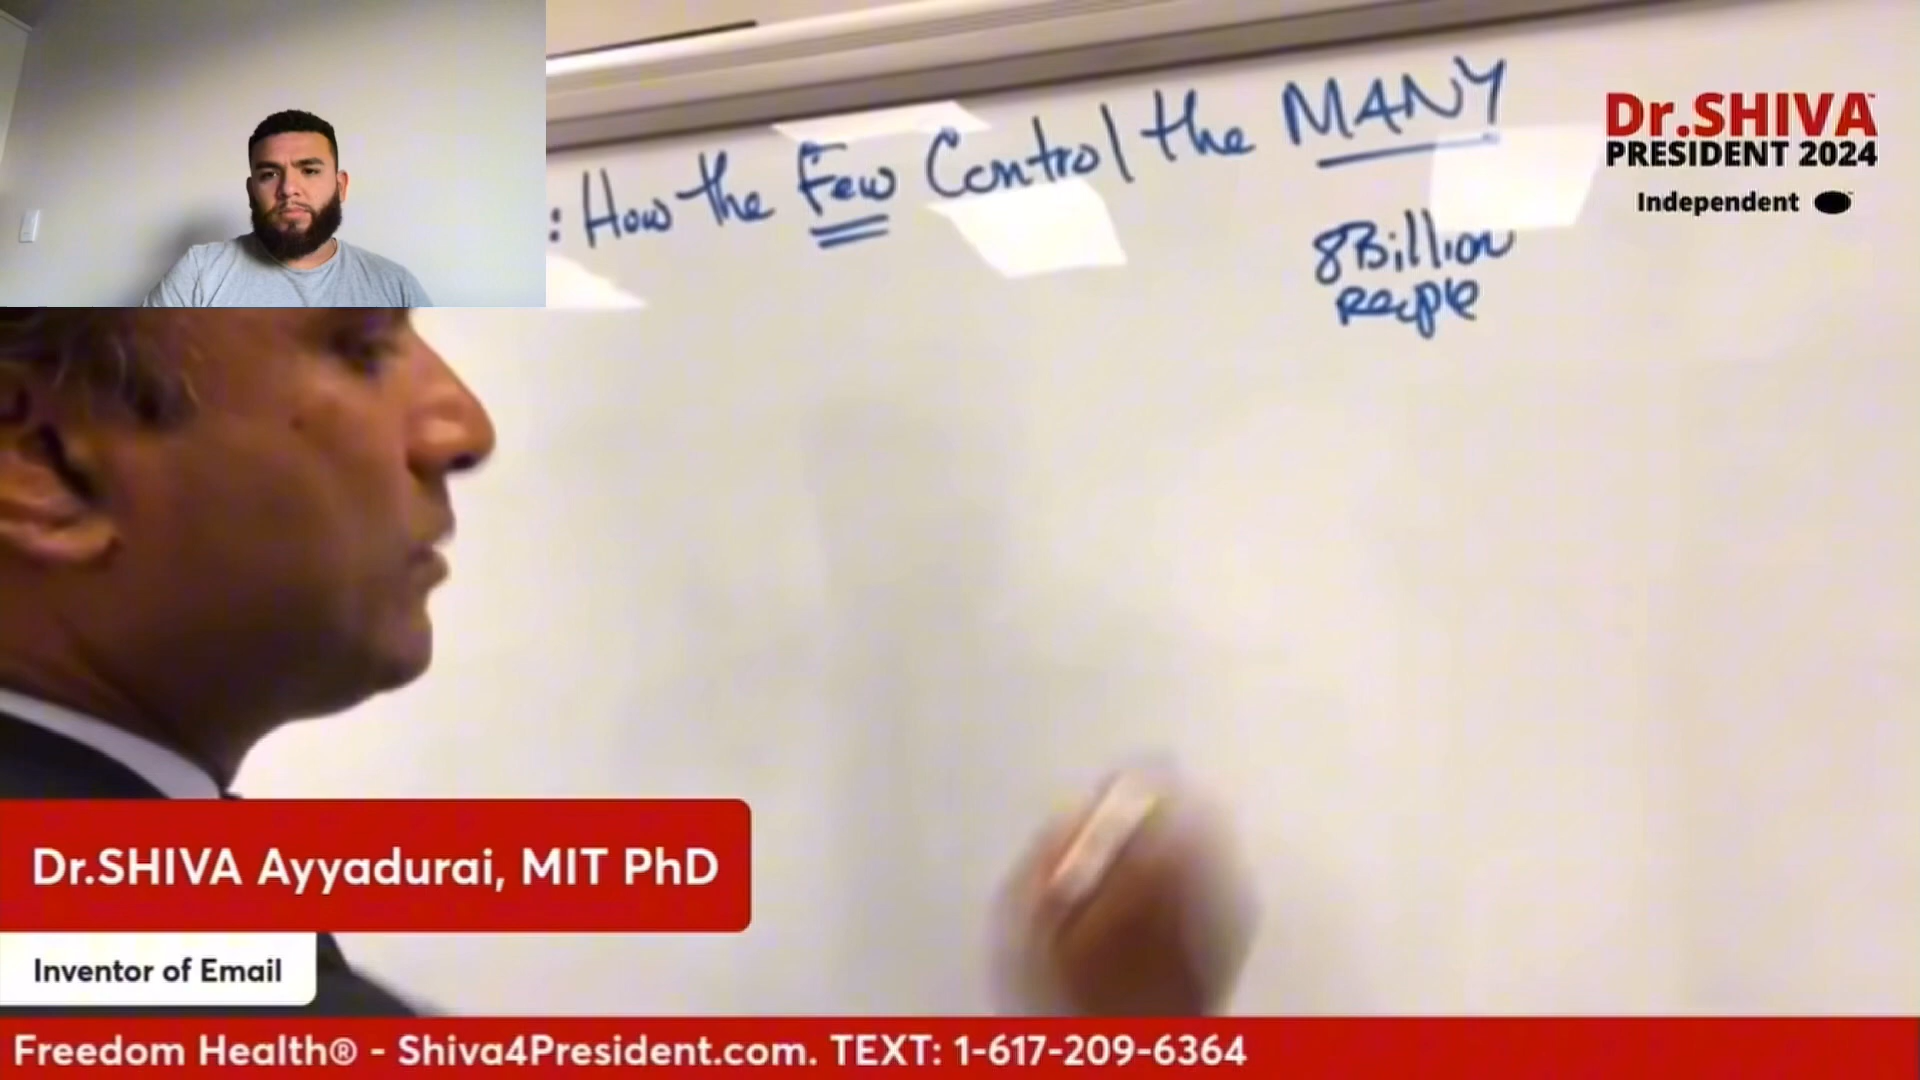 : How the Few Control the MANY
8 Billion
People
Dr.SHIVA™
PRESIDENT 2024
Independent
Dr.SHIVA Ayyadurai, MIT PhD
Inventor of Email
Freedom Health® - Shiva4President.com. TEXT: 1-617-209-6364